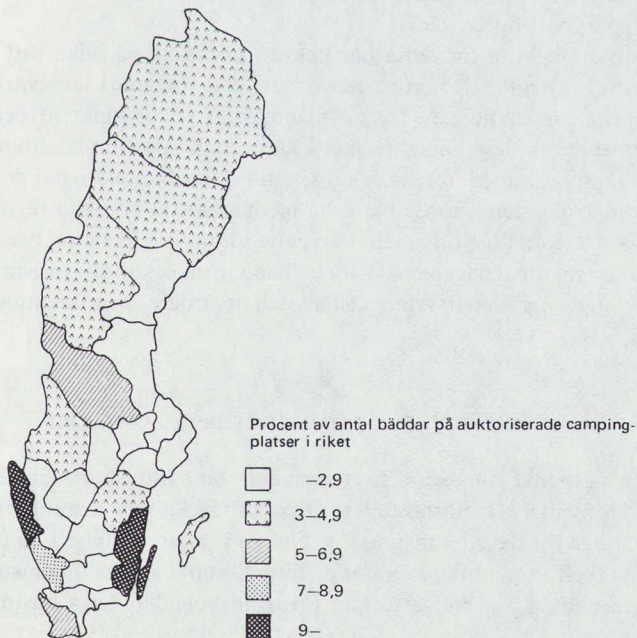 Procent av antal bäddar på auktoriserade camping-
platser i riket
–2,9
3–4,9
5–6,9
7–8,9
9–